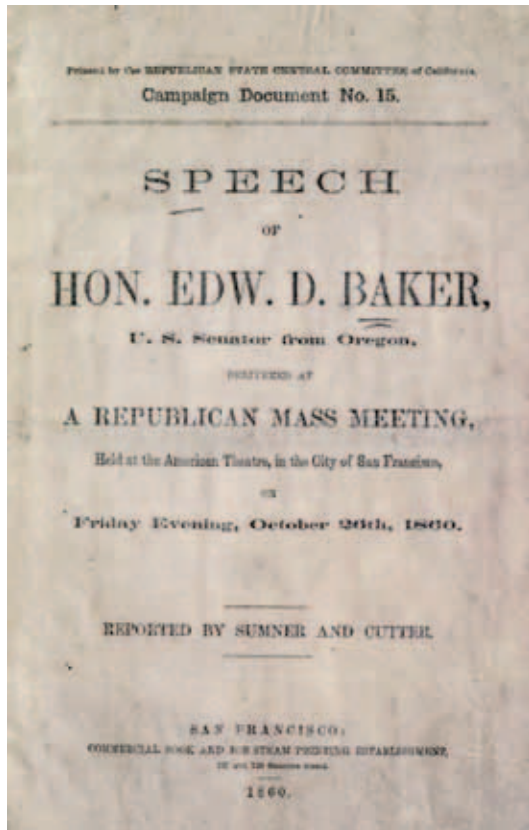 Printed by the REPUBLICAN STATE CENTRAL COMMITTEE of California.
Campaign Document No. 15.
SPEECH
OF
HON. EDW. D. BAKER,
U. S. Senator from Oregon,
DELIVERED AT
A REPUBLICAN MASS MEETING,
Held at the American Theatre, in the City of San Francisco,
ON
Friday Evening, October 26th, 1860.
REPORTED BY SUMNER AND CUTTER.
SAN FRANCISCO:
COMMERCIAL BOOK AND JOB STEAM PRINTING ESTABLISHMENT,
1860.